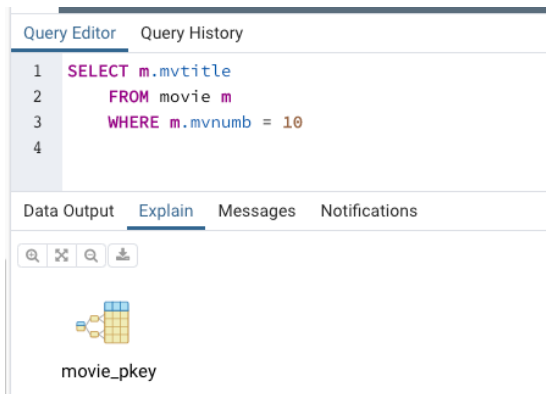 Query Editor Query History
1 SELECT m.mvtitle
2 FROM movie m
3 WHERE m.mvnumb = 10
4
Data Output Explain Messages Notifications
movie_pkey